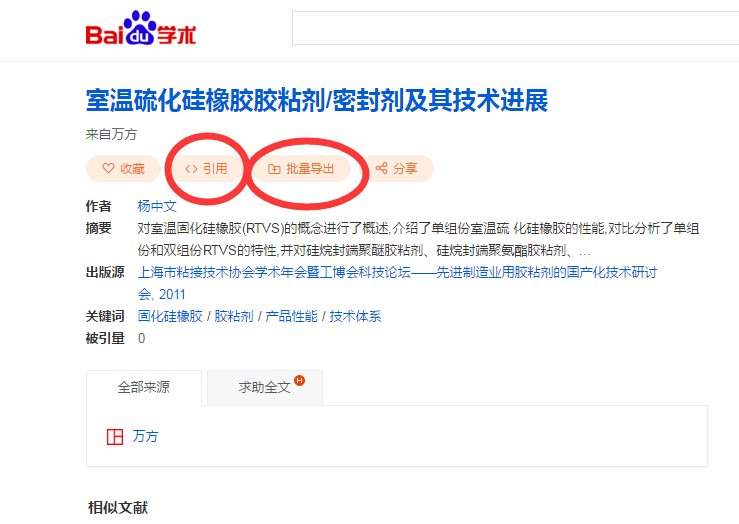 Bai du 学术
室温硫化硅橡胶胶粘剂/密封剂及其技术进展
来自万方
收藏 <> 引用 批量导出 分享
作者 杨中文
摘要 对室温固化硅橡胶(RTVS)的概念进行了概述,介绍了单组份室温硫 化硅橡胶的性能,对比分析了单组
份和双组份RTVS的特性,并对硅烷封端聚醚胶粘剂、硅烷封端聚氨酯胶粘剂、...
出版源 上海市粘接技术协会学术年会暨工博会科技论坛——先进制造业用胶粘剂的国产化技术研讨
会, 2011
关键词 固化硅橡胶 / 胶粘剂 / 产品性能 / 技术体系
被引量 0
全部来源 求助全文 H
万方
相似文献